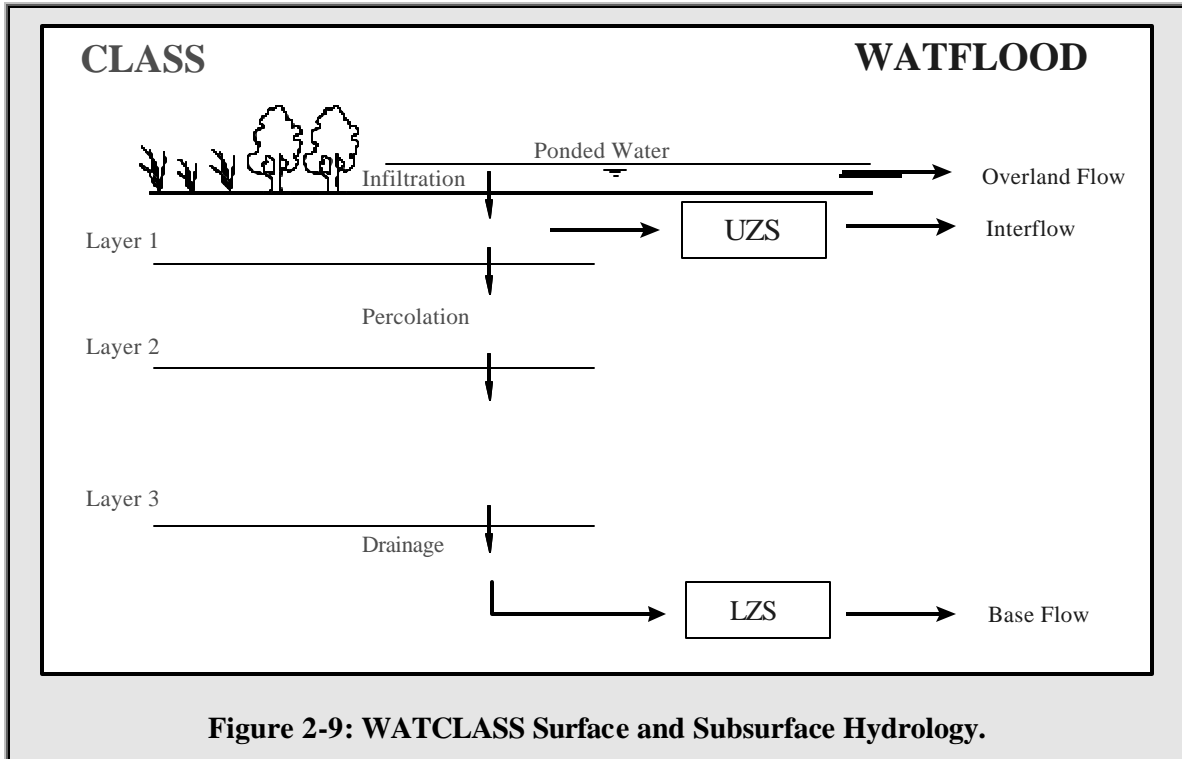 CLASS
WATFLOOD
Ponded Water
Infiltration
Overland Flow
UZS
Interflow
Layer 1
Percolation
Layer 2
Layer 3
Drainage
LZS
Base Flow
Figure 2-9: WATCLASS Surface and Subsurface Hydrology.